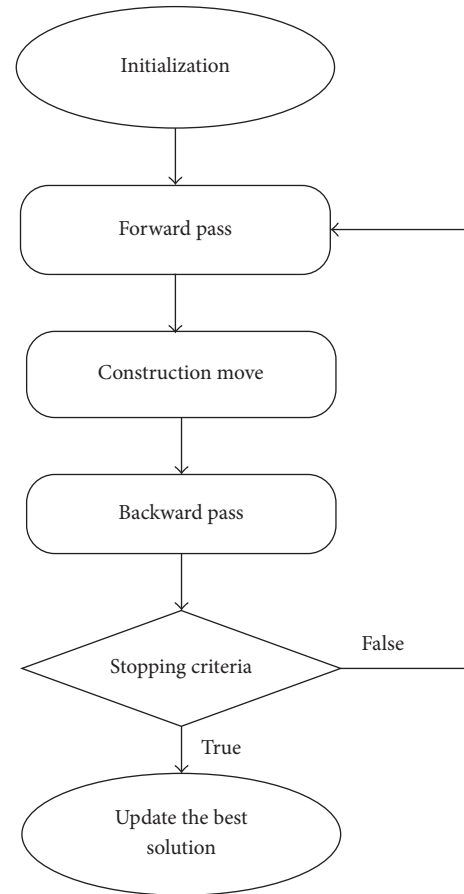 Initialization
Forward pass
Construction move
Backward pass
Stopping criteria
False
True
Update the best
solution